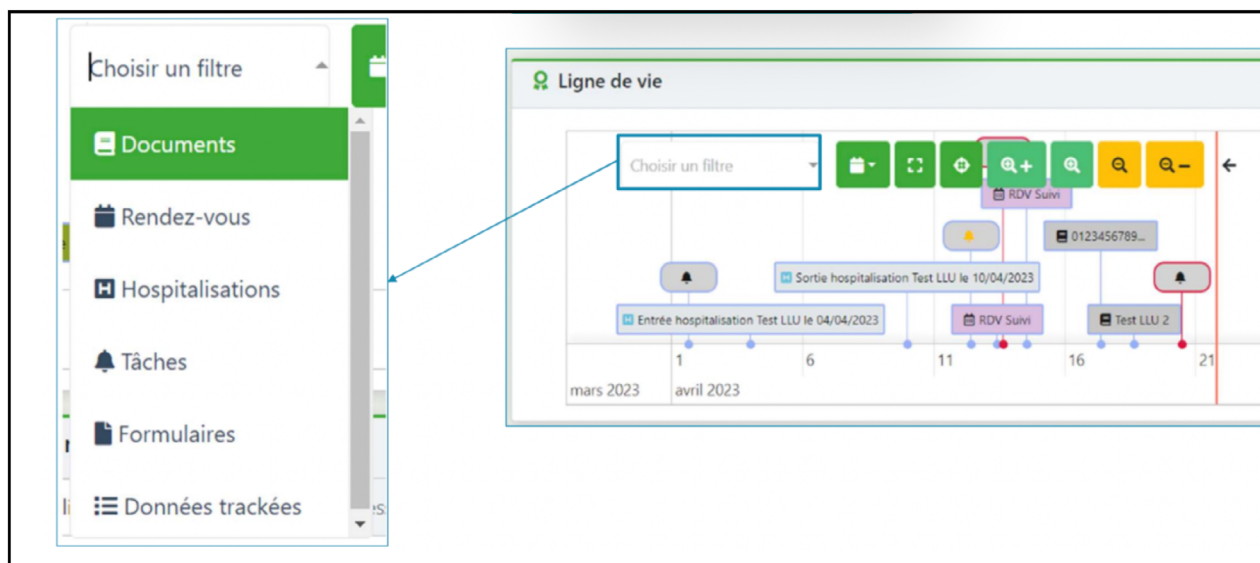 Choisir un filtre
Documents
Rendez-vous
Hospitalisations
Tâches
Formulaires
Données trackées
Ligne de vie
Choisir un filtre
RDV Suivi
0123456789...
Sortie hospitalisation Test LLU le 10/04/2023
Entrée hospitalisation Test LLU le 04/04/2023
RDV Suivi
Test LLU 2
1 6 11 16 21
mars 2023 avril 2023